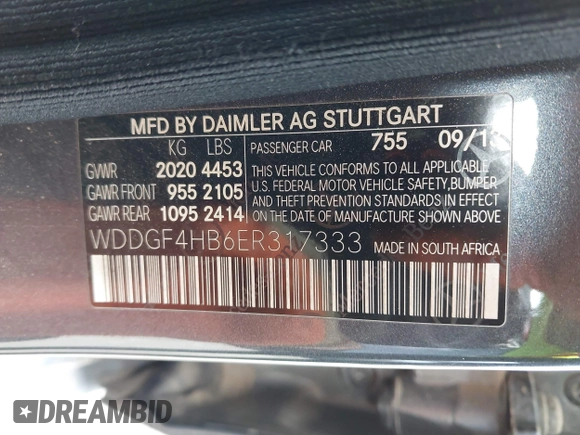 MFD BY DAIMLER AG STUTTGART
KG LBS PASSENGER CAR 755 09/13
GVWR 2020 4453
GAWR FRONT 955 2105
GAWR REAR 1095 2414
THIS VEHICLE CONFORMS TO ALL APPLICABLE
U.S. FEDERAL MOTOR VEHICLE SAFETY, BUMPER,
AND THEFT PREVENTION STANDARDS IN EFFECT
ON THE DATE OF MANUFACTURE SHOWN ABOVE.
WDDGF4HB6ER317333 MADE IN SOUTH AFRICA
DREAMBID